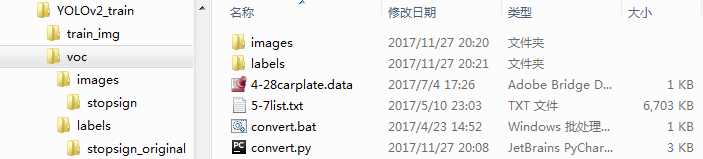 YOLOv2_train
train_img
voc
images
stopsign
labels
stopsign_original
名称 修改日期 类型 大小
images 2017/11/27 20:20 文件夹
labels 2017/11/27 20:21 文件夹
4-28carplate.data 2017/7/4 17:26 Adobe Bridge D... 1 KB
5-7list.txt 2017/5/10 23:03 TXT 文件 6,703 KB
convert.bat 2017/4/23 14:52 Windows 批处理... 1 KB
convert.py 2017/11/27 20:08 JetBrains PyChar... 3 KB